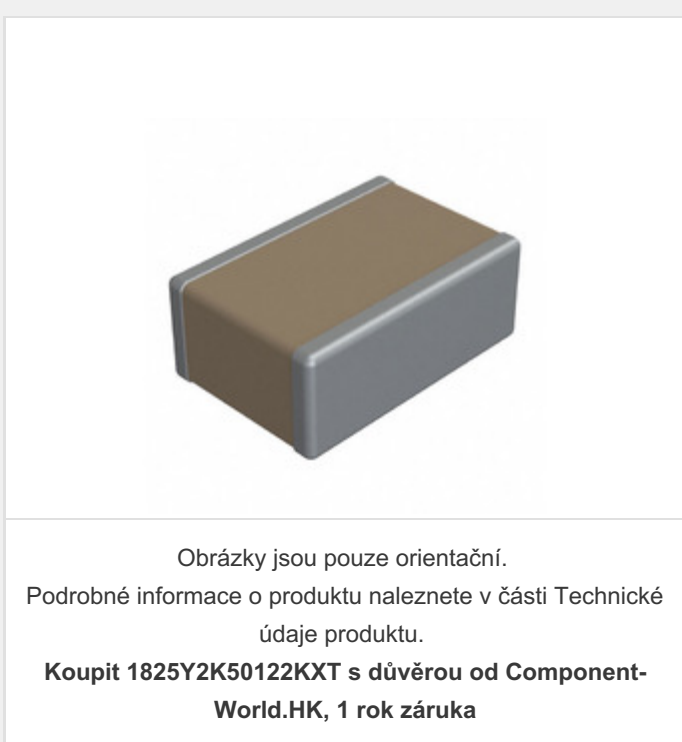 Obrázky jsou pouze orientační.
Podrobné informace o produktu naleznete v části Technické
údaje produktu.
Koupit 1825Y2K50122KXT s důvěrou od Component-
World.HK, 1 rok záruka